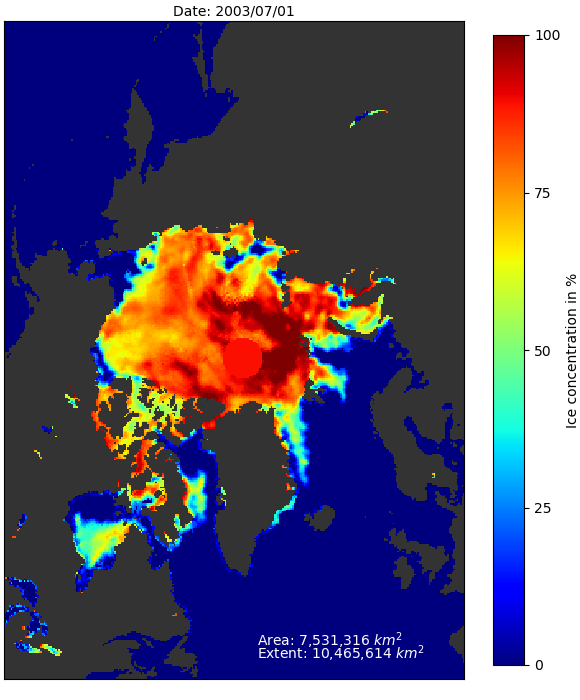 Date: 2003/07/01
100
75
50
25
0
Ice concentration in %
Area: 7,531,316 km²
Extent: 10,465,614 km²